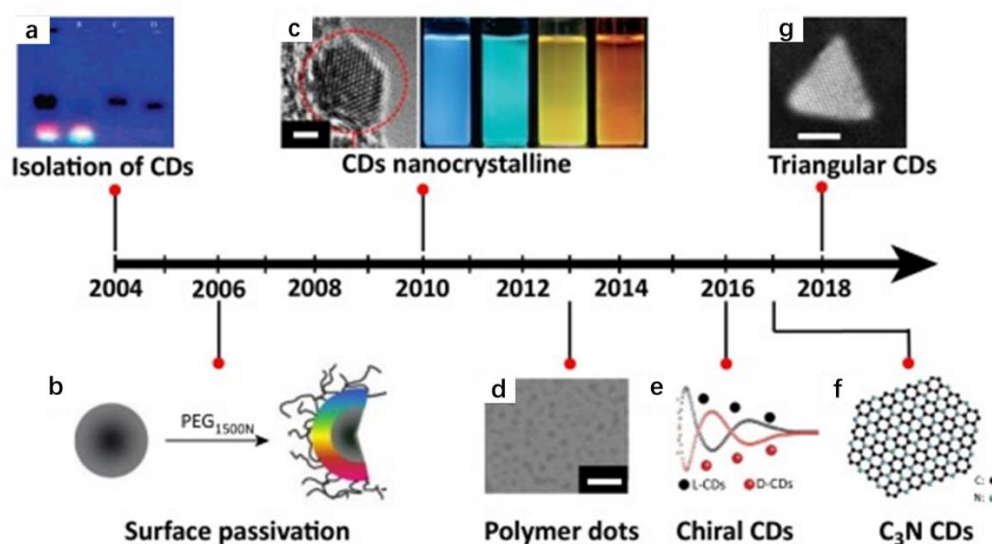 a
B C D
c
g
Isolation of CDs
CDs nanocrystalline
Triangular CDs
2004 2006 2008 2010 2012 2014 2016 2018
b
PEG1500N
d
e
L-CDs D-CDs
f
C:
N:
Surface passivation
Polymer dots
Chiral CDs
C₃N CDs